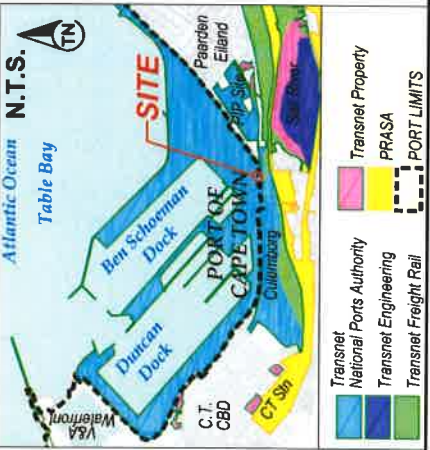 Atlantic Ocean
N.T.S.
TN
Table Bay
SITE
Paarden
Eiland
Pjp Site
Salt River
Ben Schoeman
Dock
PORT OF
CAPE TOWN
Culemborg
Duncan
Dock
V&A
Waterfront
C.T.
CBD
CT Stn
Transnet
National Ports Authority
Transnet Engineering
Transnet Freight Rail
Transnet Property
PRASA
PORT LIMITS